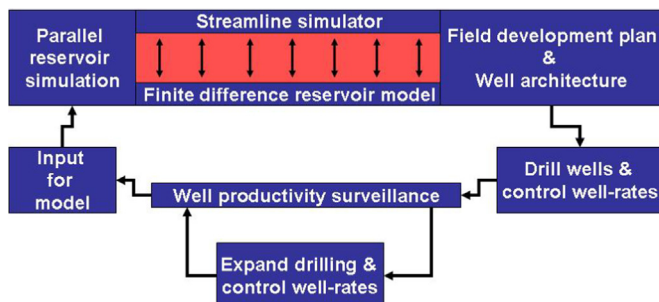 Parallel
reservoir
simulation
Streamline simulator
Finite difference reservoir model
Field development plan
&
Well architecture
Input
for
model
Well productivity surveillance
Drill wells &
control well-rates
Expand drilling &
control well-rates